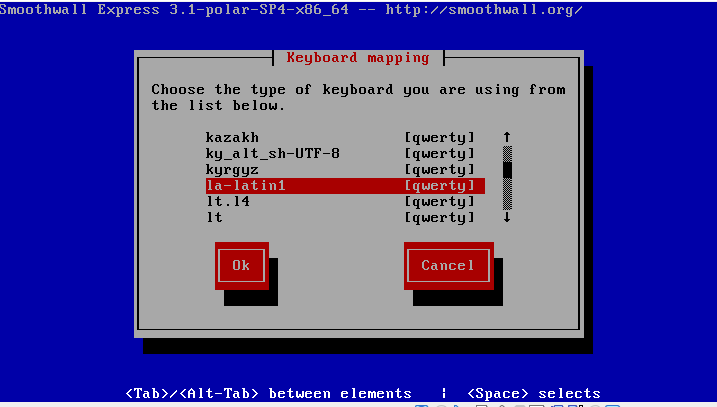 Smoothwall Express 3.1-polar-SP4-x86_64 -- http://smoothwall.org/
Keyboard mapping
Choose the type of keyboard you are using from
the list below.
kazakh [qwerty] ↑
ky_alt_sh-UTF-8 [qwerty]
kyrgyz [qwerty]
la-latin1 [qwerty]
lt.l4 [qwerty]
lt [qwerty] ↓
Ok Cancel
<Tab>/<Alt-Tab> between elements ¦ <Space> selects